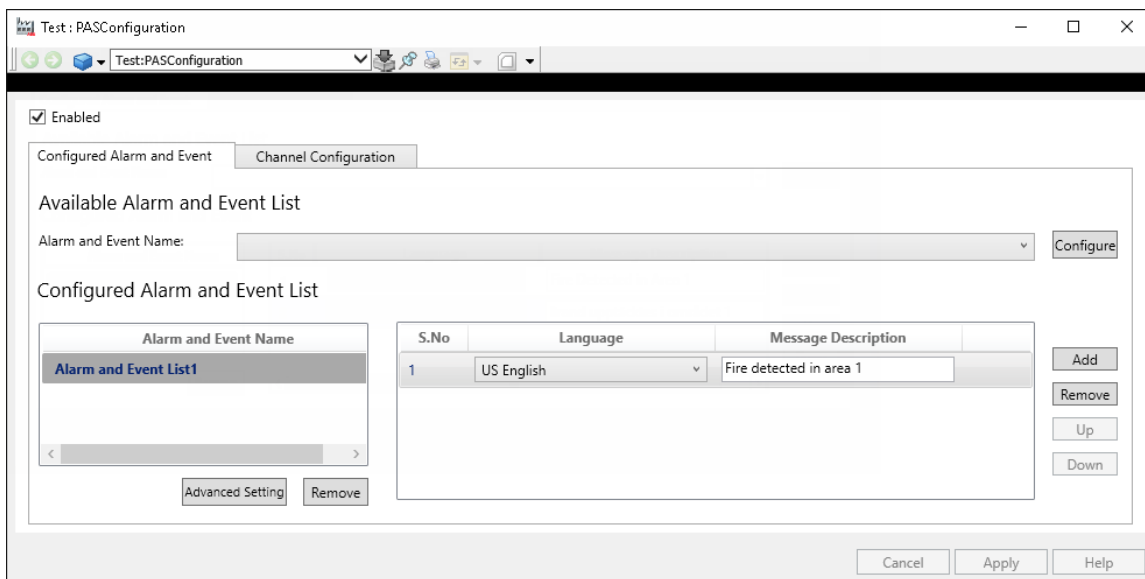 Test : PASConfiguration
Test:PASConfiguration
Enabled
Configured Alarm and Event
Channel Configuration
Available Alarm and Event List
Alarm and Event Name:
Configure
Configured Alarm and Event List
Alarm and Event Name
S.No
Language
Message Description
Alarm and Event List1
1
US English
Fire detected in area 1
Add
Remove
Up
Down
Advanced Setting
Remove
Cancel
Apply
Help